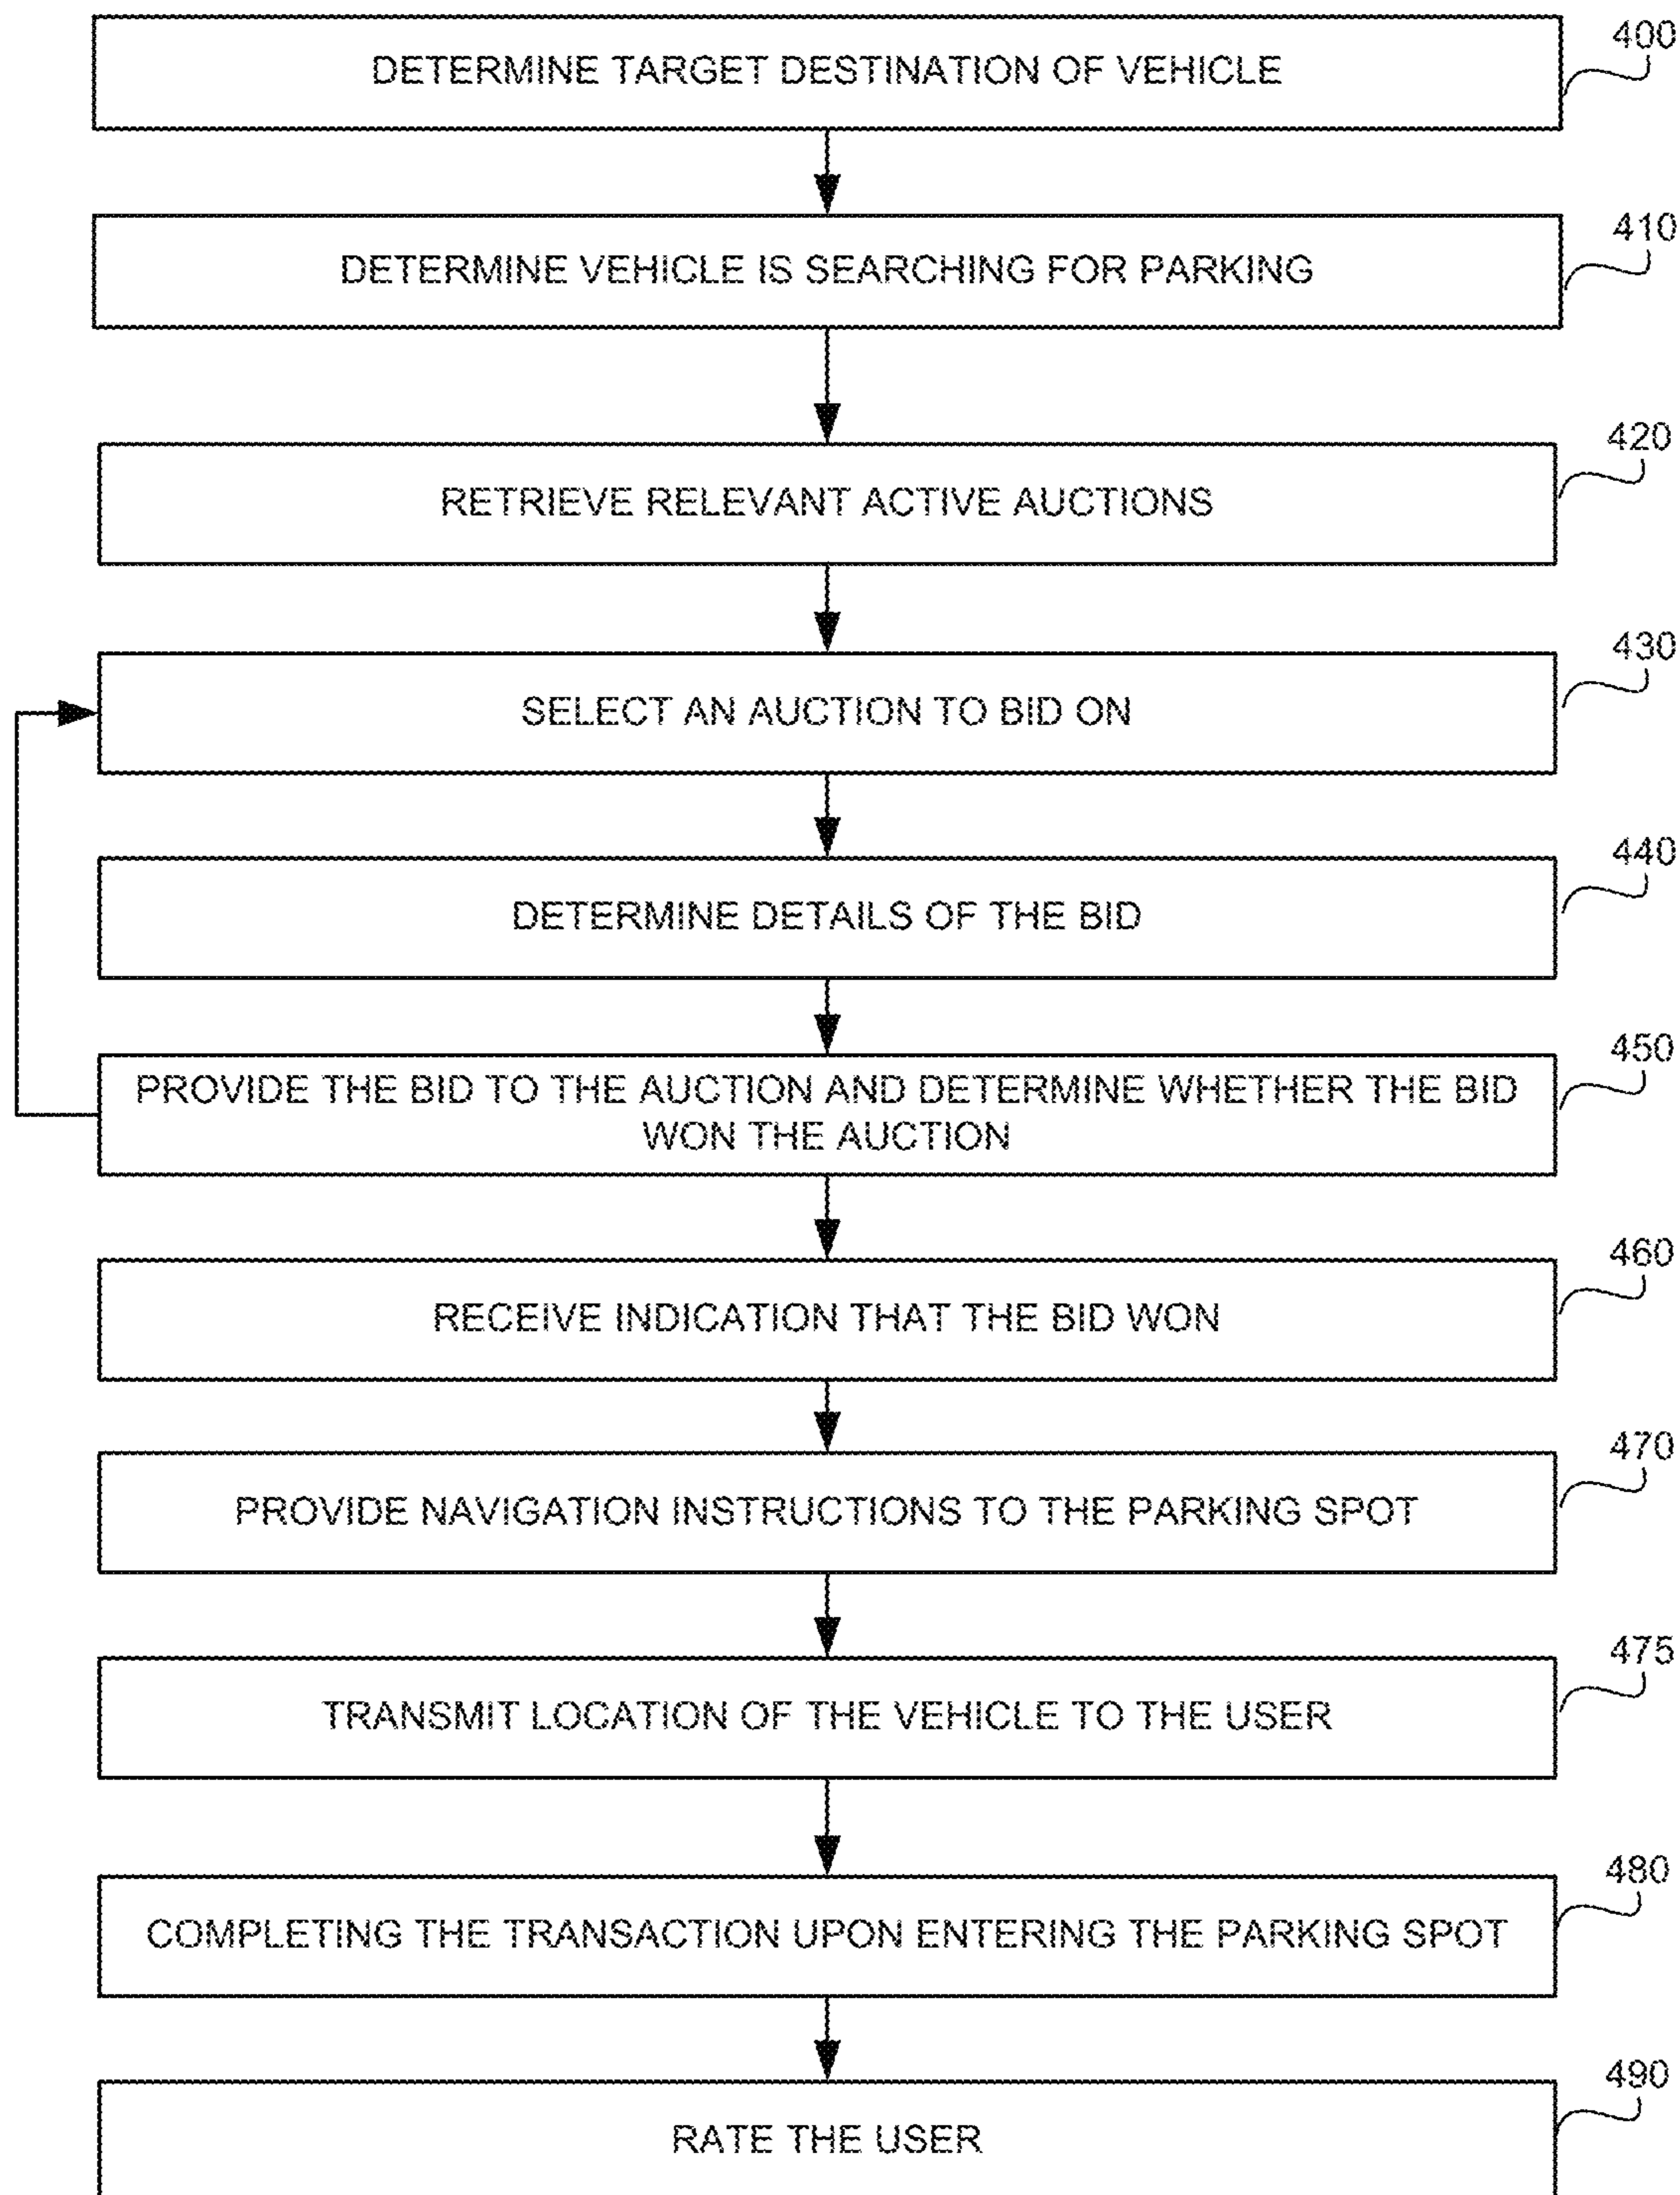 400
DETERMINE TARGET DESTINATION OF VEHICLE
410
DETERMINE VEHICLE IS SEARCHING FOR PARKING
420
RETRIEVE RELEVANT ACTIVE AUCTIONS
430
SELECT AN AUCTION TO BID ON
440
DETERMINE DETAILS OF THE BID
450
PROVIDE THE BID TO THE AUCTION AND DETERMINE WHETHER THE BID
WON THE AUCTION
460
RECEIVE INDICATION THAT THE BID WON
470
PROVIDE NAVIGATION INSTRUCTIONS TO THE PARKING SPOT
475
TRANSMIT LOCATION OF THE VEHICLE TO THE USER
480
COMPLETING THE TRANSACTION UPON ENTERING THE PARKING SPOT
490
RATE THE USER